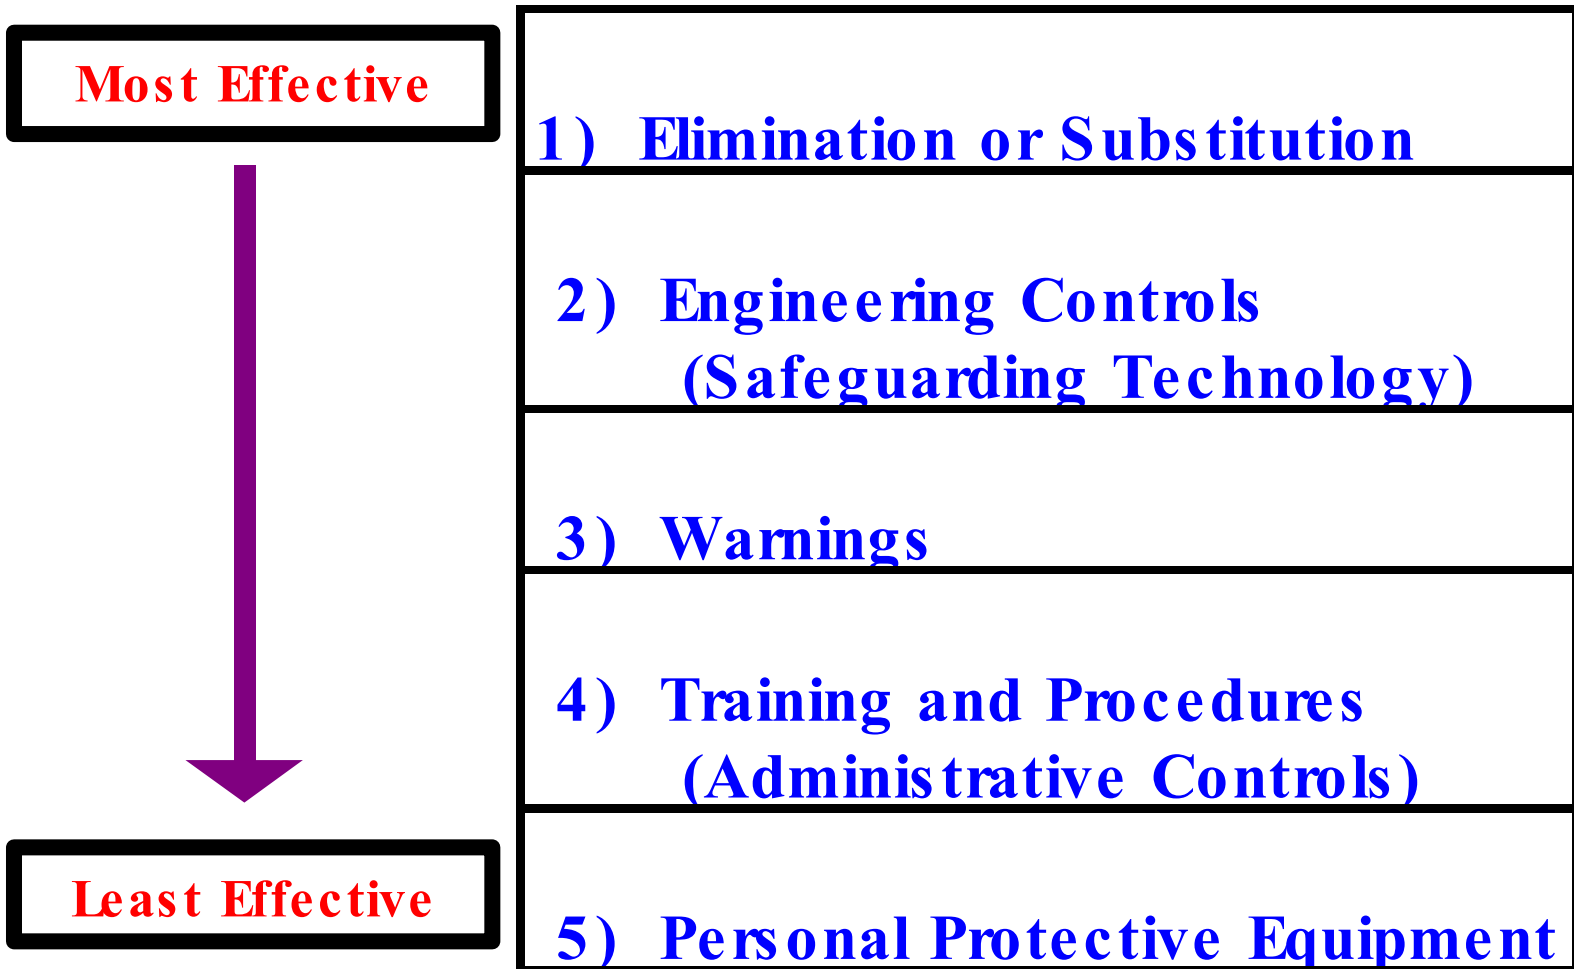 Most Effective
1) Elimination or Substitution
2) Engineering Controls
(Safeguarding Technology)
3) Warnings
4) Training and Procedures
(Administrative Controls)
Least Effective
5) Personal Protective Equipment